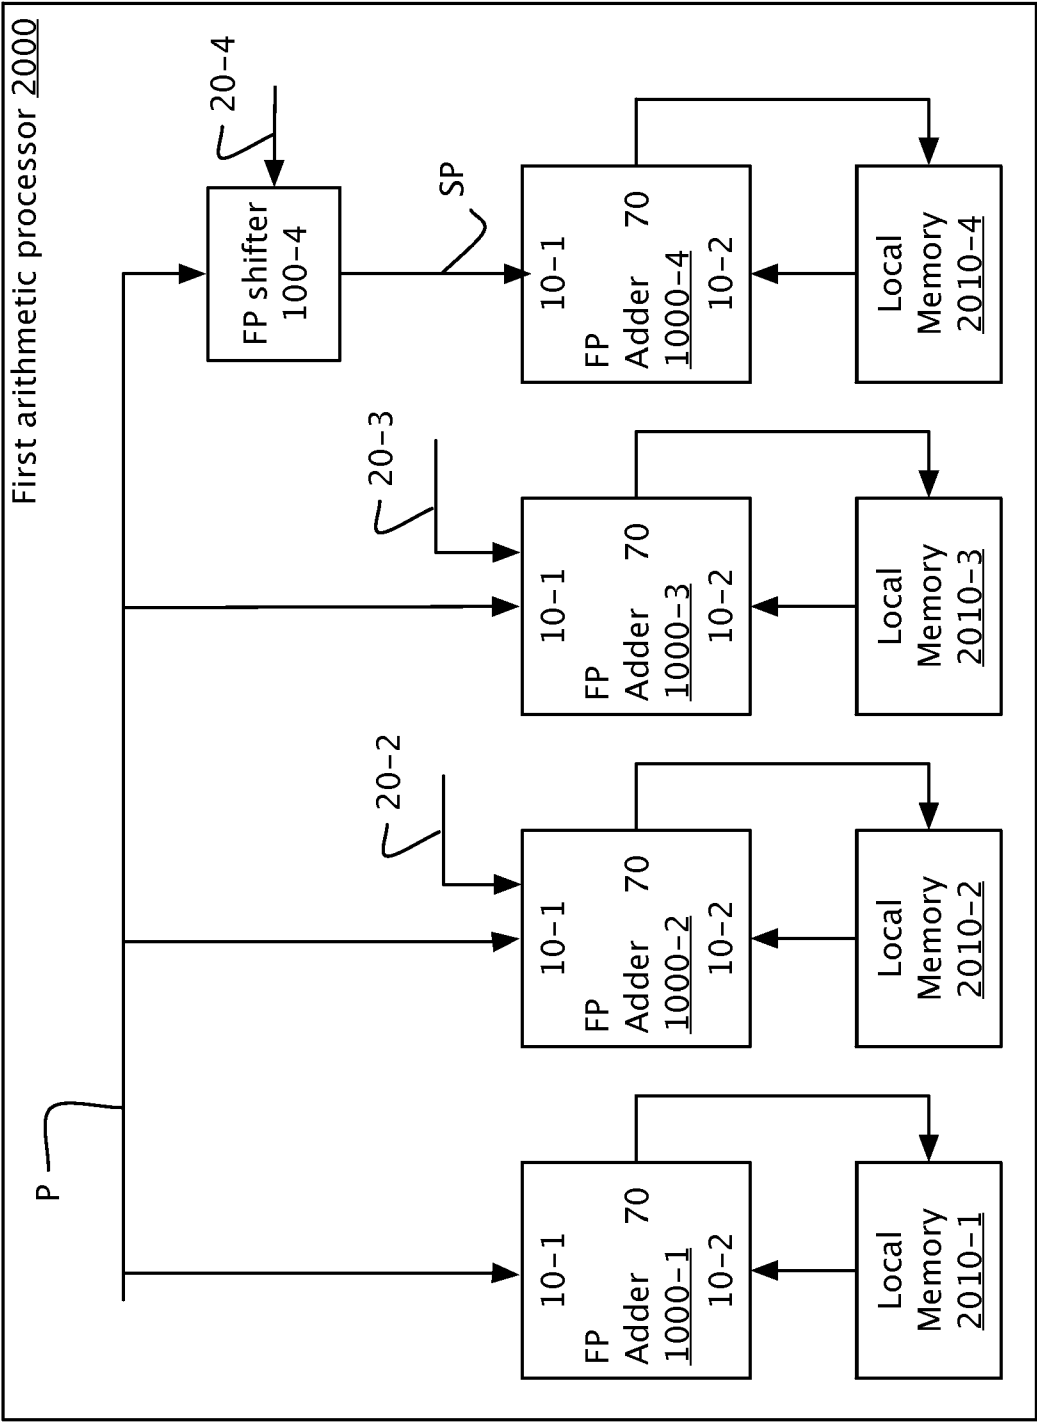 First arithmetic processor 2000
P
20-4
FP shifter
100-4
SP
20-2
20-3
10-1
FP
Adder 70
1000-1
10-2
10-1
FP
Adder 70
1000-2
10-2
10-1
FP
Adder 70
1000-3
10-2
10-1
FP
Adder 70
1000-4
10-2
Local
Memory
2010-1
Local
Memory
2010-2
Local
Memory
2010-3
Local
Memory
2010-4